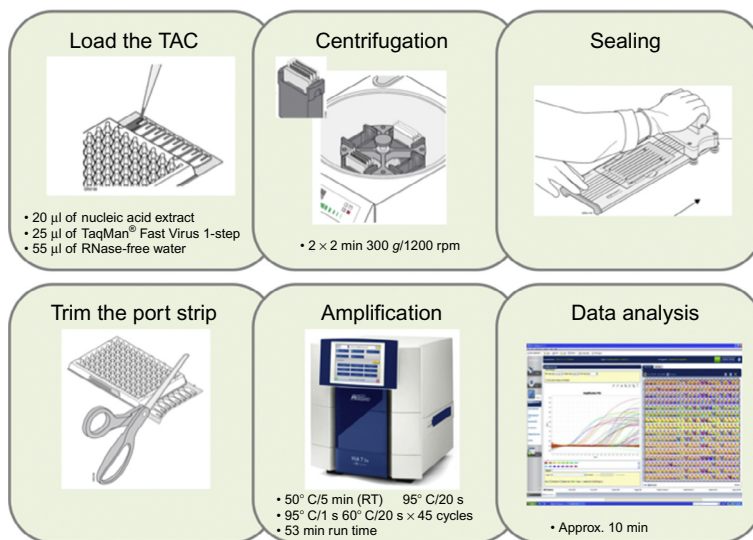 Load the TAC
• 20 μl of nucleic acid extract
• 25 μl of TaqMan® Fast Virus 1-step
• 55 μl of RNase-free water
Centrifugation
• 2 × 2 min 300 g/1200 rpm
Sealing
Trim the port strip
Amplification
• 50° C/5 min (RT) 95° C/20 s
• 95° C/1 s 60° C/20 s × 45 cycles
• 53 min run time
Data analysis
• Approx. 10 min